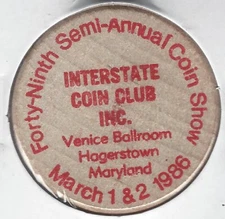 Forty-Ninth Semi-Annual Coin Show
INTERSTATE
COIN CLUB
INC.
Venice Ballroom
Hagerstown
Maryland
March 1 & 2 1986